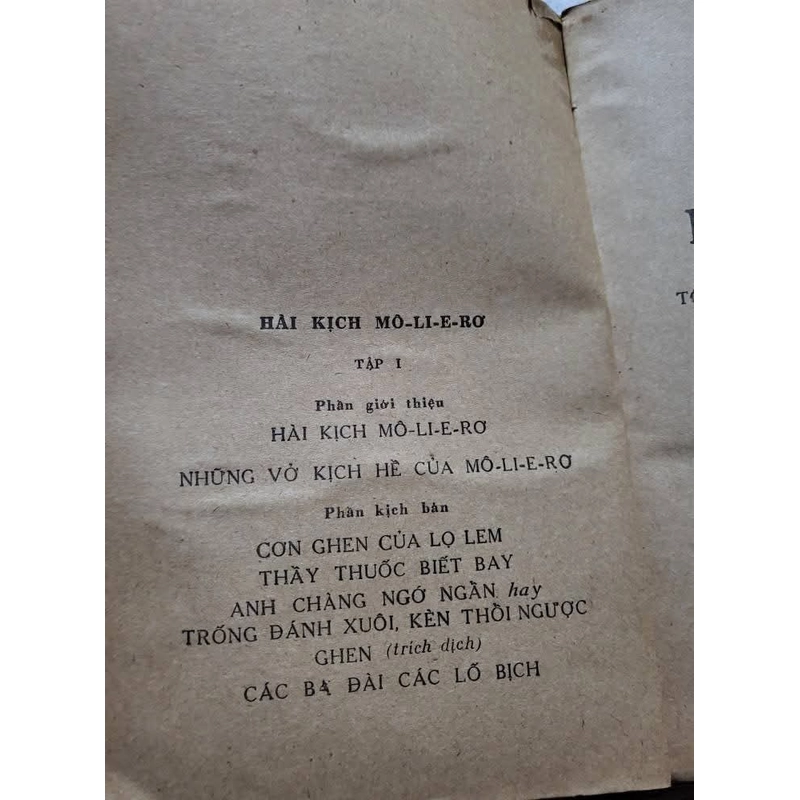 HÀI KỊCH MÔ-LI-E-RƠ
TẬP I
Phần giới thiệu
HÀI KỊCH MÔ-LI-E-RƠ
NHỮNG VỞ KỊCH HỀ CỦA MÔ-LI-E-RƠ
Phần kịch bản
CƠN GHEN CỦA LỌ LEM
THẦY THUỐC BIẾT BAY
ANH CHÀNG NGỚ NGẨN hay
TRỐNG ĐÁNH XUÔI, KÈN THỒI NGƯỢC
GHEN (trích dịch)
CÁC BÀ ĐÀI CÁC LỐ BỊCH